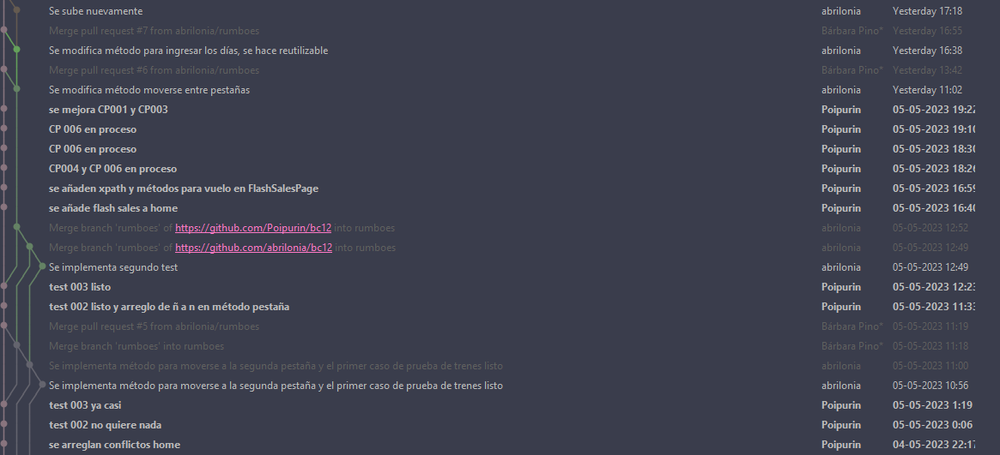 Se sube nuevamente abrilonia Yesterday 17:18
Merge pull request #7 from abrilonia/rumboes Bárbara Pino* Yesterday 16:55
Se modifica método para ingresar los días, se hace reutilizable abrilonia Yesterday 16:38
Merge pull request #6 from abrilonia/rumboes Bárbara Pino* Yesterday 13:42
Se modifica método moverse entre pestañas abrilonia Yesterday 11:02
se mejora CP001 y CP003 Poipurin 05-05-2023 19:22
CP 006 en proceso Poipurin 05-05-2023 19:10
CP 006 en proceso Poipurin 05-05-2023 18:30
CP004 y CP 006 en proceso Poipurin 05-05-2023 18:26
se añaden xpath y métodos para vuelo en FlashSalesPage Poipurin 05-05-2023 16:59
se añade flash sales a home Poipurin 05-05-2023 16:40
Merge branch 'rumboes' of https://github.com/Poipurin/bc12 into rumboes abrilonia 05-05-2023 12:52
Merge branch 'rumboes' of https://github.com/abrilonia/bc12 into rumboes abrilonia 05-05-2023 12:49
Se implementa segundo test abrilonia 05-05-2023 12:49
test 003 listo Poipurin 05-05-2023 12:23
test 002 listo y arreglo de ñ a n en método pestaña Poipurin 05-05-2023 11:33
Merge pull request #5 from abrilonia/rumboes Bárbara Pino* 05-05-2023 11:19
Merge branch 'rumboes' into rumboes Bárbara Pino* 05-05-2023 11:18
Se implementa método para moverse a la segunda pestaña y el primer caso de prueba de trenes listo abrilonia 05-05-2023 11:00
Se implementa método para moverse a la segunda pestaña y el primer caso de prueba de trenes listo abrilonia 05-05-2023 10:56
test 003 ya casi Poipurin 05-05-2023 1:19
test 002 no quiere nada Poipurin 05-05-2023 0:06
se arreglan conflictos home Poipurin 04-05-2023 22:17